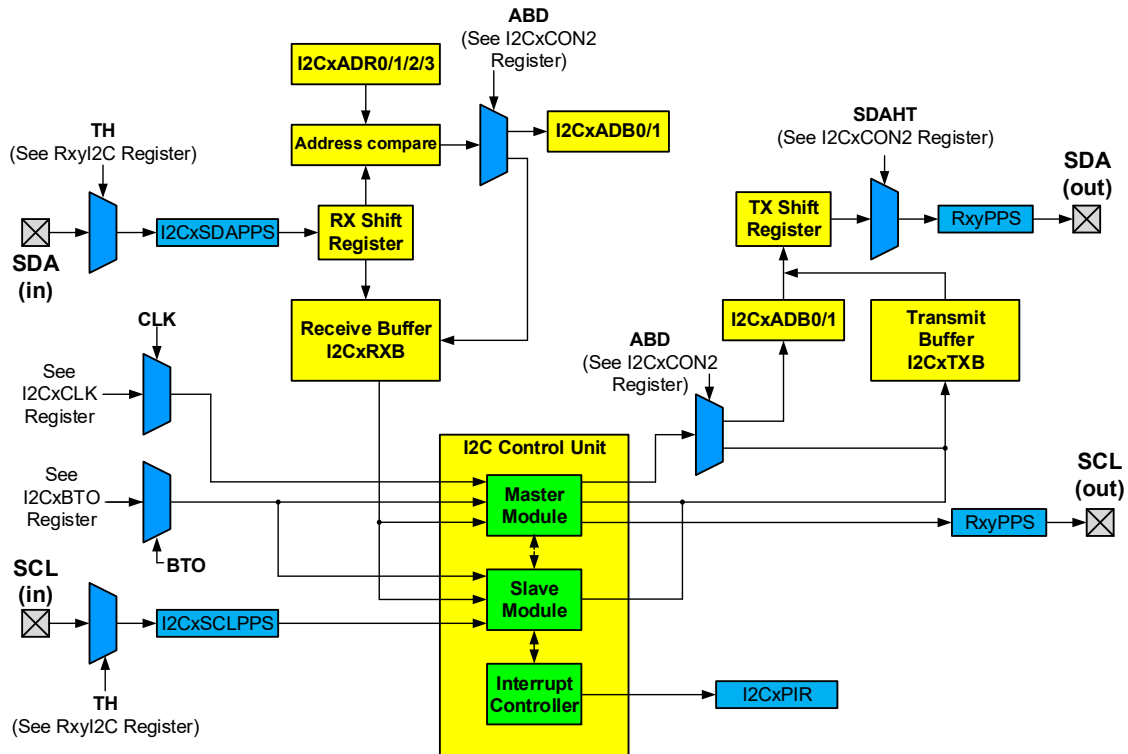 ABD
(See I2CxCON2
Register)
I2CxADR0/1/2/3
TH
(See RxyI2C Register)
Address compare
I2CxADB0/1
SDAHT
(See I2CxCON2 Register)
SDA
(out)
I2CxSDAPPS
RX Shift
Register
TX Shift
Register
RxyPPS
SDA
(in)
CLK
Receive Buffer
I2CxRXB
I2CxADB0/1
Transmit
Buffer
I2CxTXB
ABD
(See I2CxCON2
Register)
See
I2CxCLK
Register
I2C Control Unit
See
I2CxBTO
Register
Master
Module
SCL
(out)
RxyPPS
BTO
SCL
(in)
Slave
Module
I2CxSCLPPS
Interrupt
Controller
I2CxPIR
TH
(See RxyI2C Register)